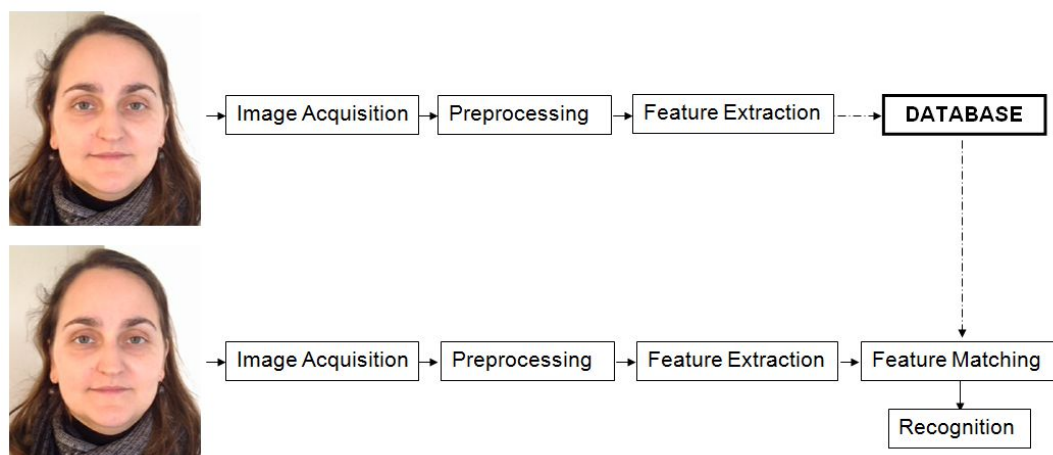 Image Acquisition
Preprocessing
Feature Extraction
DATABASE
Image Acquisition
Preprocessing
Feature Extraction
Feature Matching
Recognition